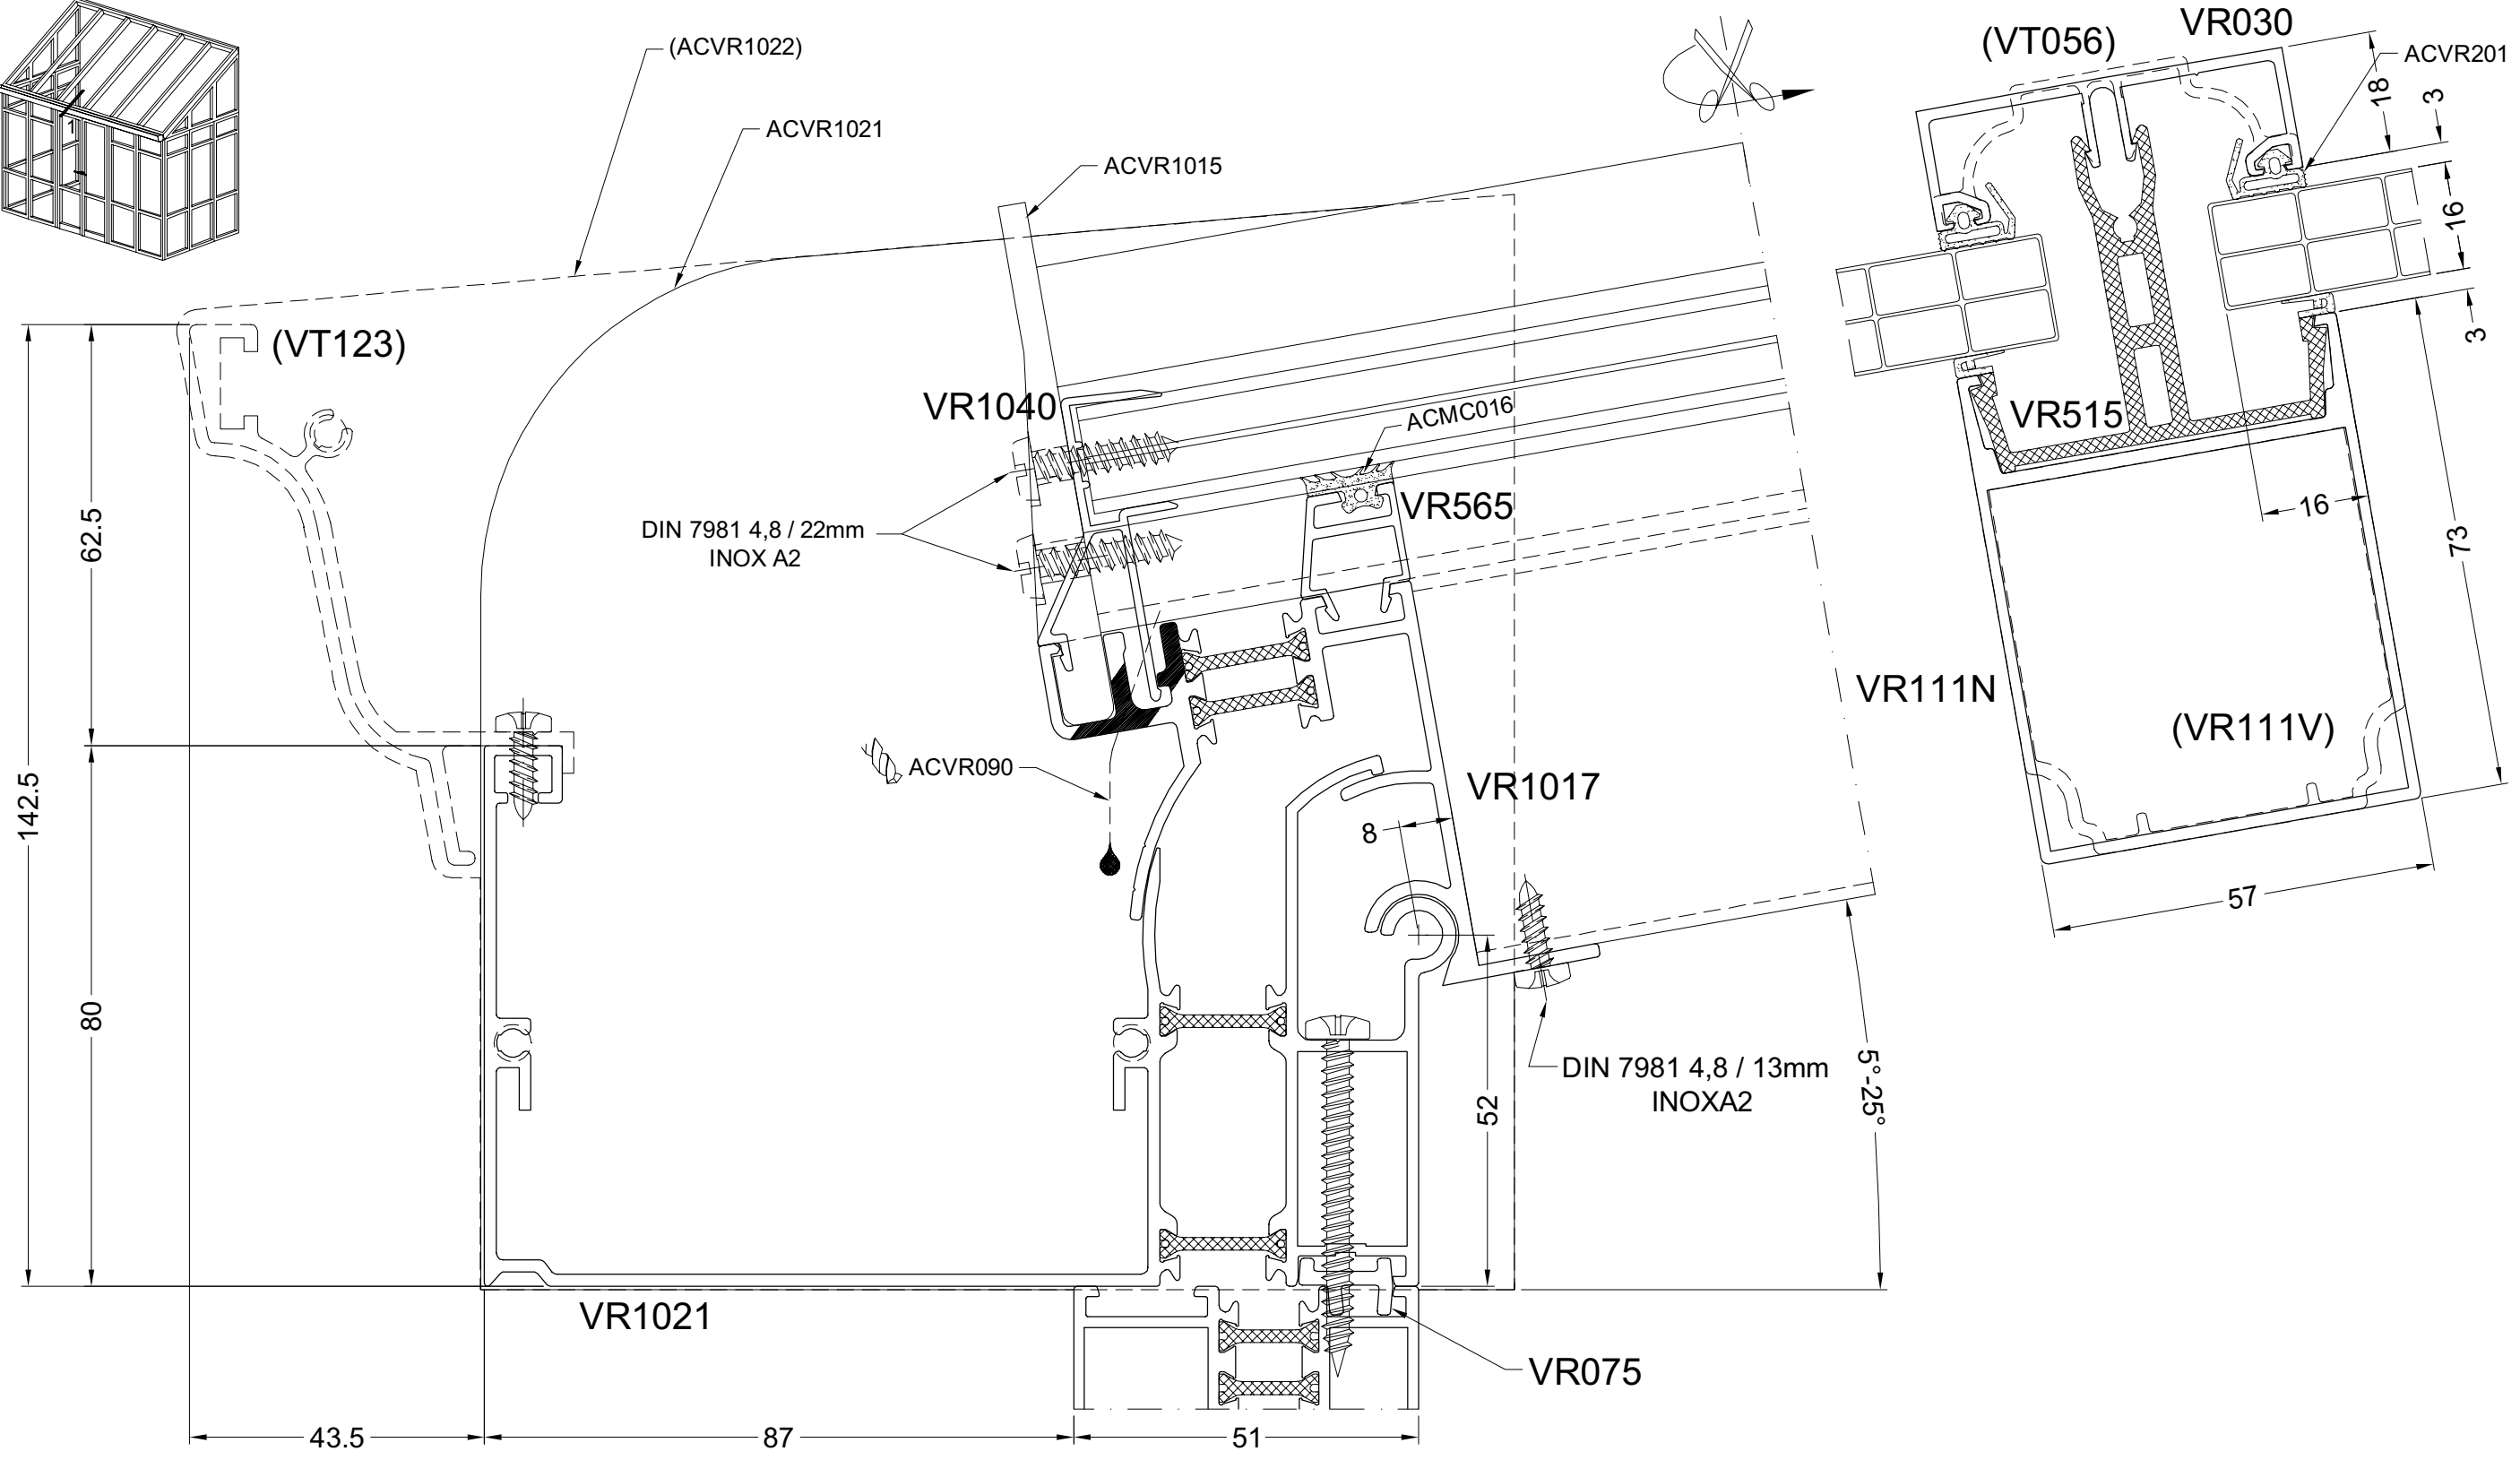 (ACVR1022)
ACVR1021
ACVR1015
(VT056)
VR030
ACVR201
18
3
16
3
1
(VT123)
VR1040
ACMC016
VR565
VR515
16
73
62.5
DIN 7981 4,8 / 22mm
INOX A2
VR111N
(VR111V)
142.5
ACVR090
VR1017
8
57
80
5°-25°
52
DIN 7981 4,8 / 13mm
INOXA2
VR1021
VR075
43.5
87
51